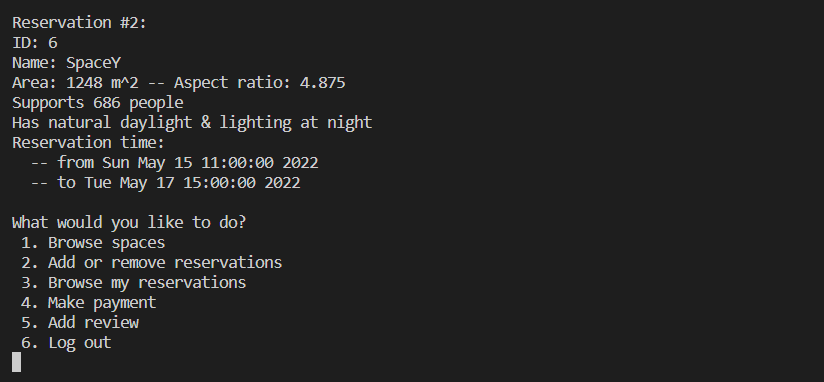 Reservation #2:
ID: 6
Name: SpaceY
Area: 1248 m^2 -- Aspect ratio: 4.875
Supports 686 people
Has natural daylight & lighting at night
Reservation time:
  -- from Sun May 15 11:00:00 2022
  -- to Tue May 17 15:00:00 2022

What would you like to do?
 1. Browse spaces
 2. Add or remove reservations
 3. Browse my reservations
 4. Make payment
 5. Add review
 6. Log out